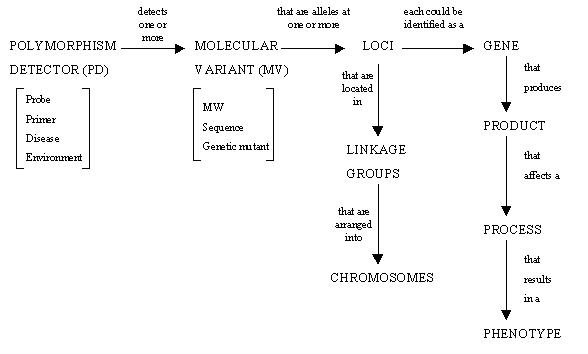 detects
one or
more
that are alleles at
one or more
each could be
identified as a
POLYMORPHISM
DETECTOR (PD)
MOLECULAR
VARIANT (MV)
LOCI
GENE
Probe
Primer
Disease
Environment
MW
Sequence
Genetic mutant
that are
located
in
LINKAGE
GROUPS
that are
arranged
into
CHROMOSOMES
that
produces
PRODUCT
that
affects a
PROCESS
that
results
in a
PHENOTYPE